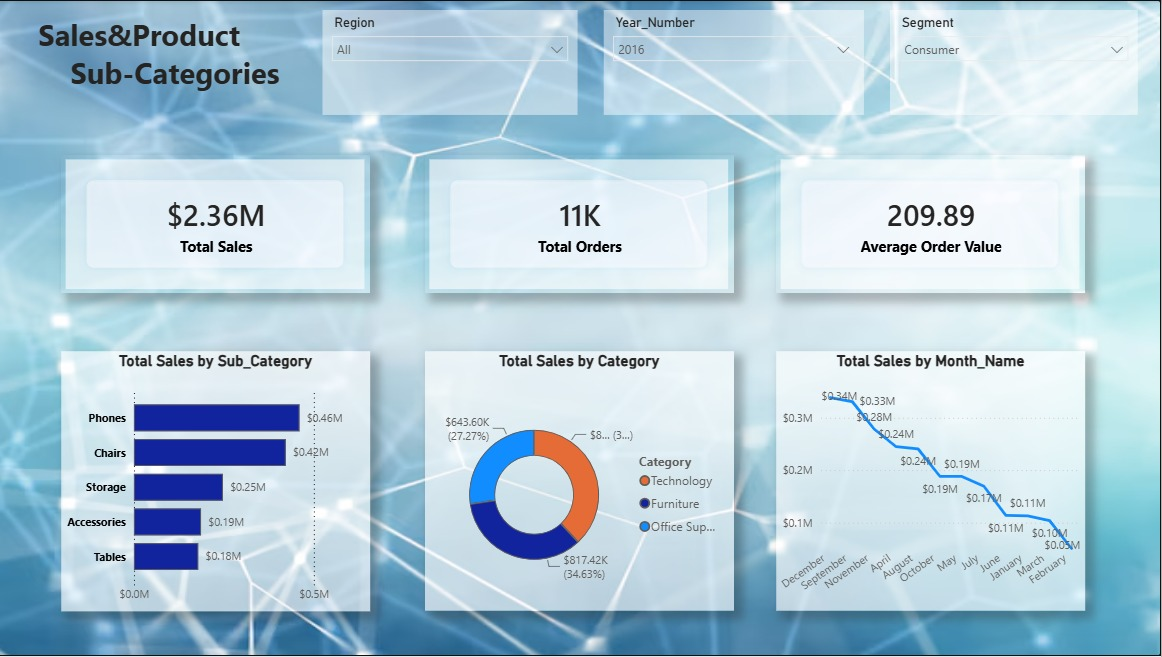 Sales&Product
Sub-Categories
Region
All
Year_Number
2016
Segment
Consumer
$2.36M
Total Sales
11K
Total Orders
209.89
Average Order Value
Total Sales by Sub_Category
Phones
$0.46M
Chairs
$0.42M
Storage
$0.25M
Accessories
$0.19M
Tables
$0.18M
$0.0M
$0.5M
Total Sales by Category
$643.60K
(27.27%)
$8... (3...)
$817.42K
(34.63%)
Category
Technology
Furniture
Office Sup...
Total Sales by Month_Name
$0.3M
$0.2M
$0.1M
$0.34M
$0.33M
$0.28M
$0.24M
$0.24M
$0.19M
$0.19M
$0.17M
$0.11M
$0.11M
$0.10M
$0.05M
December
September
November
April
August
October
May
July
June
January
March
February